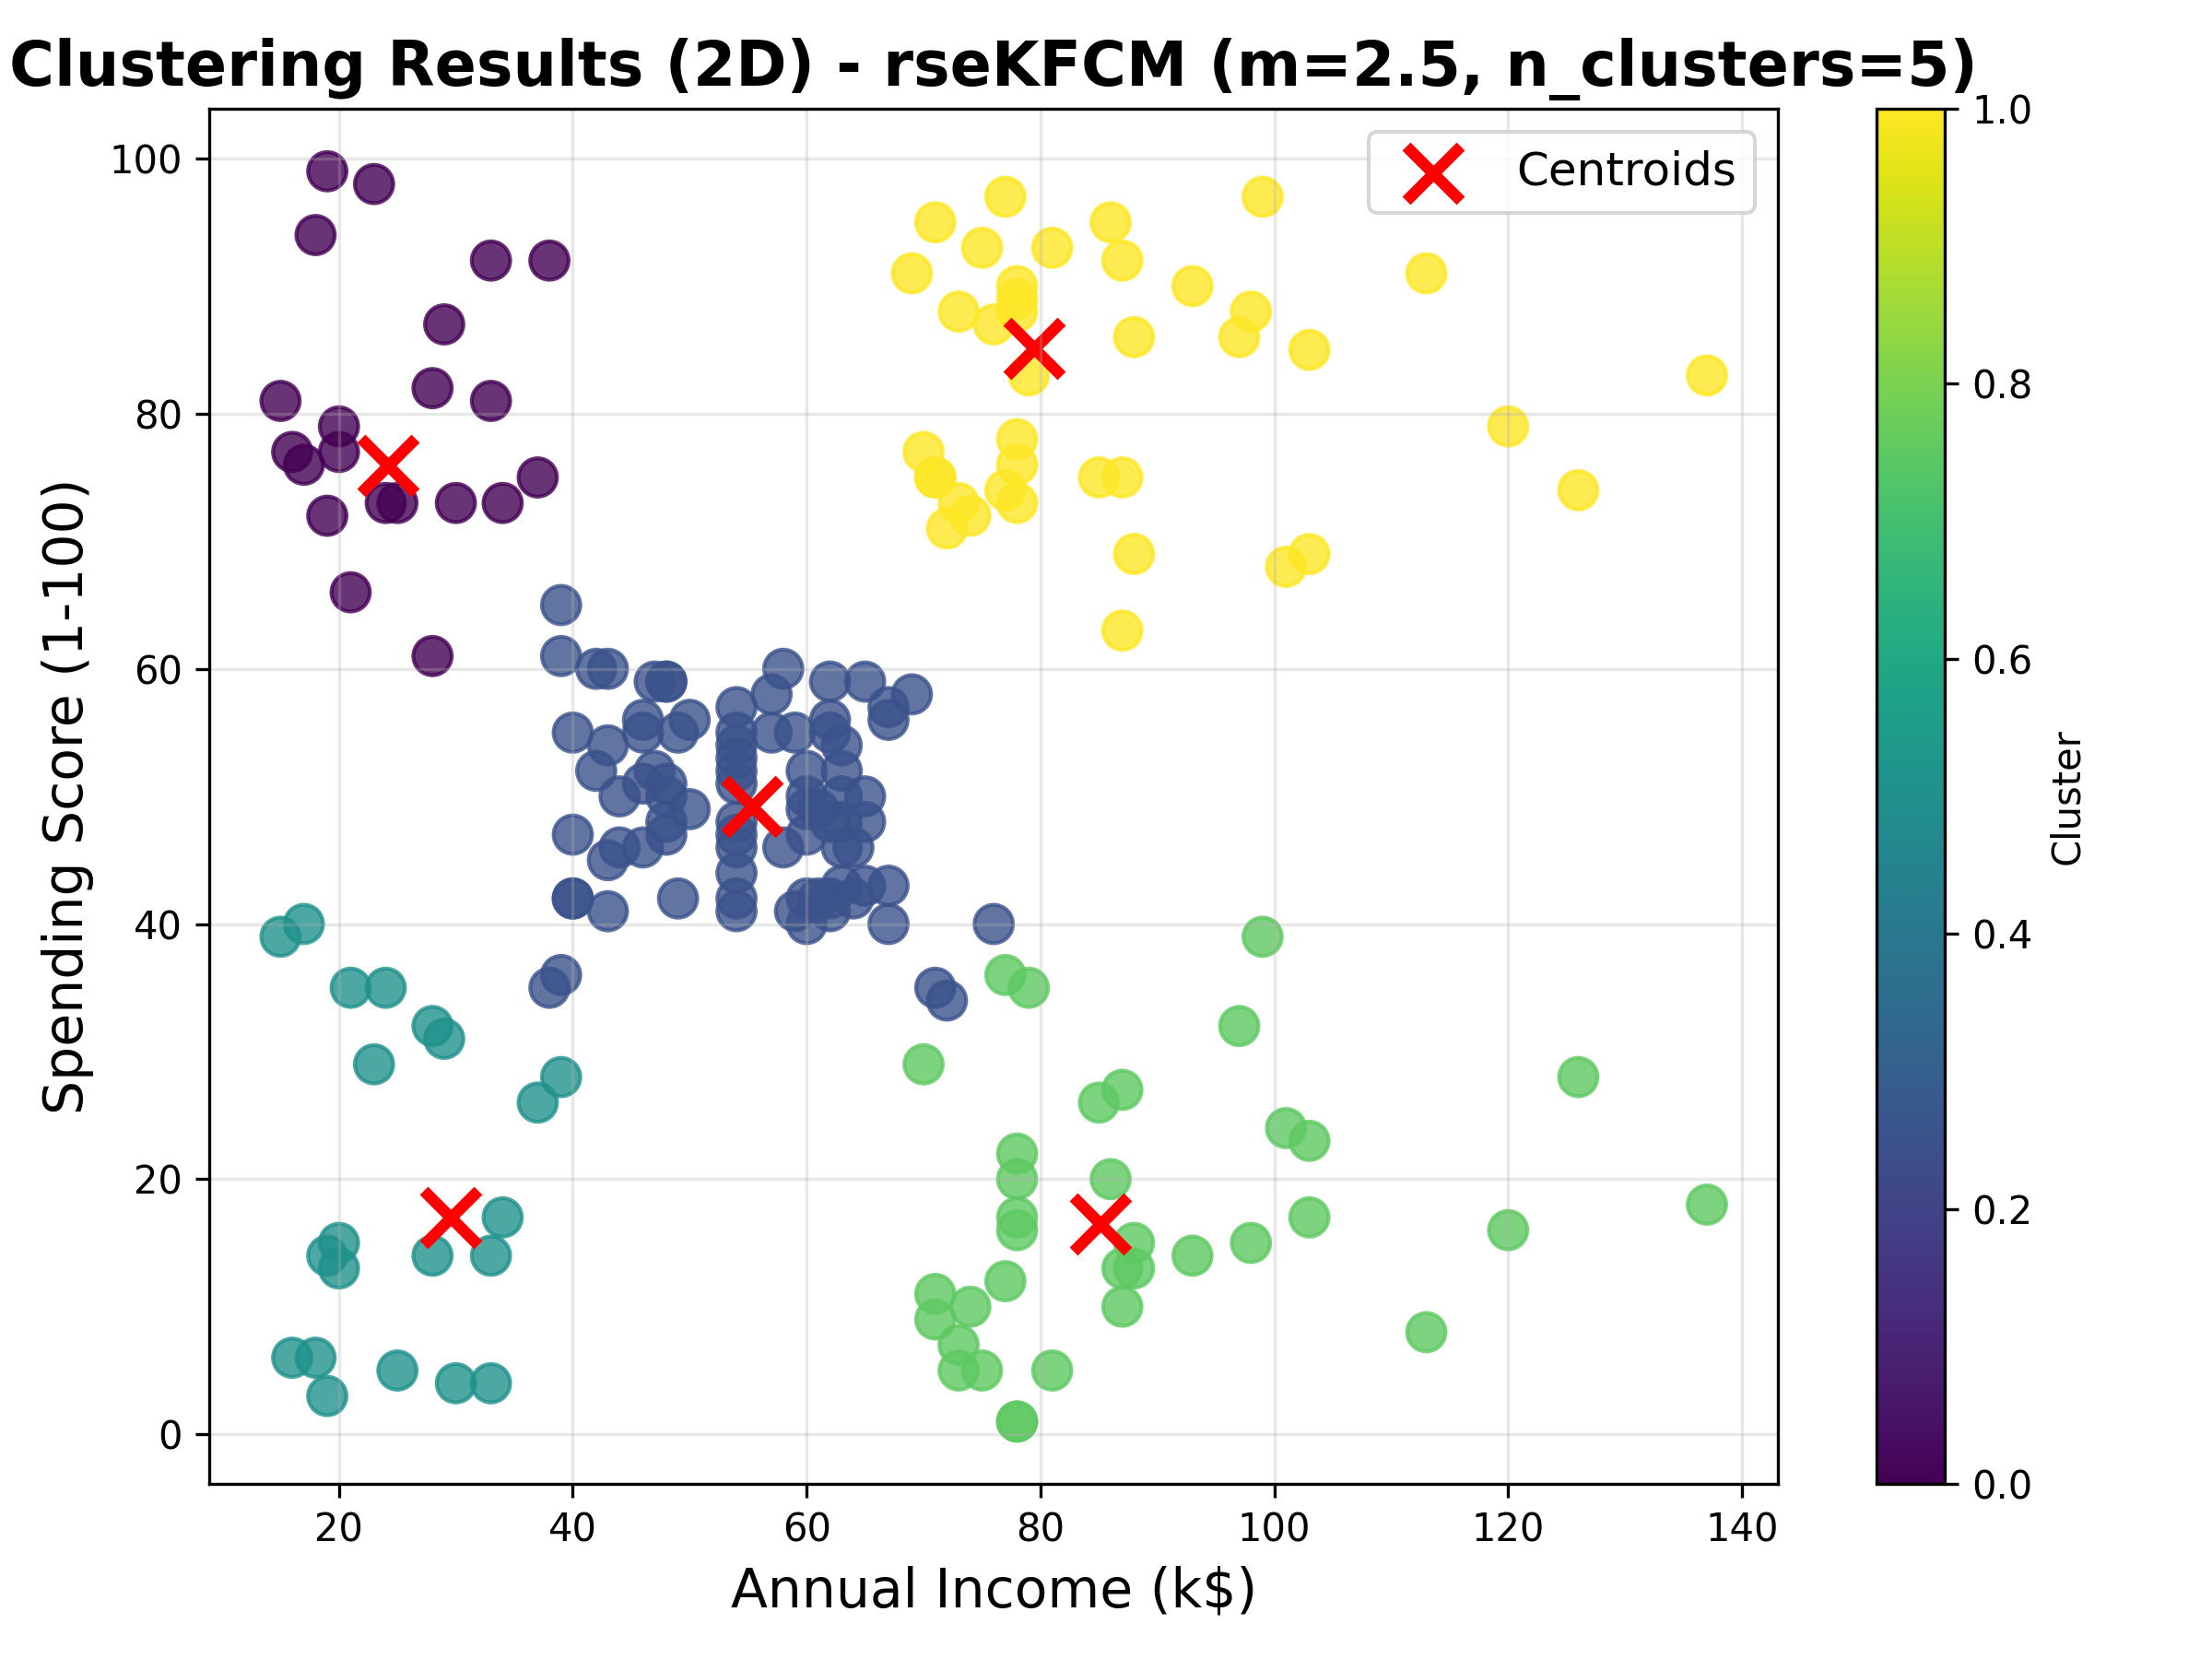 Clustering Results (2D) - rseKFCM (m=2.5, n_clusters=5)
Centroids
100
80
60
40
20
0
Spending Score (1-100)
20 40 60 80 100 120 140
Annual Income (k$)
1.0
0.8
0.6
0.4
0.2
0.0
Cluster